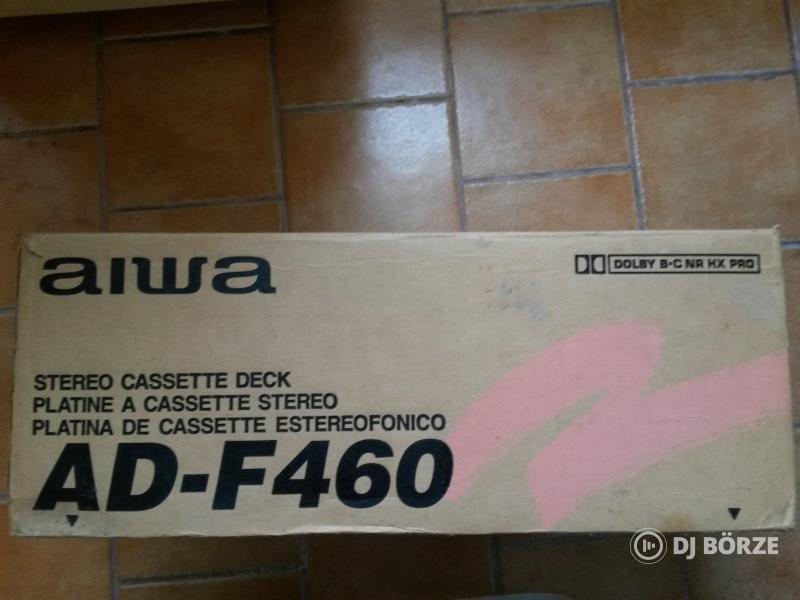 aiwa
DOLBY B-C NR HX PRO
STEREO CASSETTE DECK
PLATINE A CASSETTE STEREO
PLATINA DE CASSETTE ESTEREOFONICO
AD-F460
DJ BÖRZE